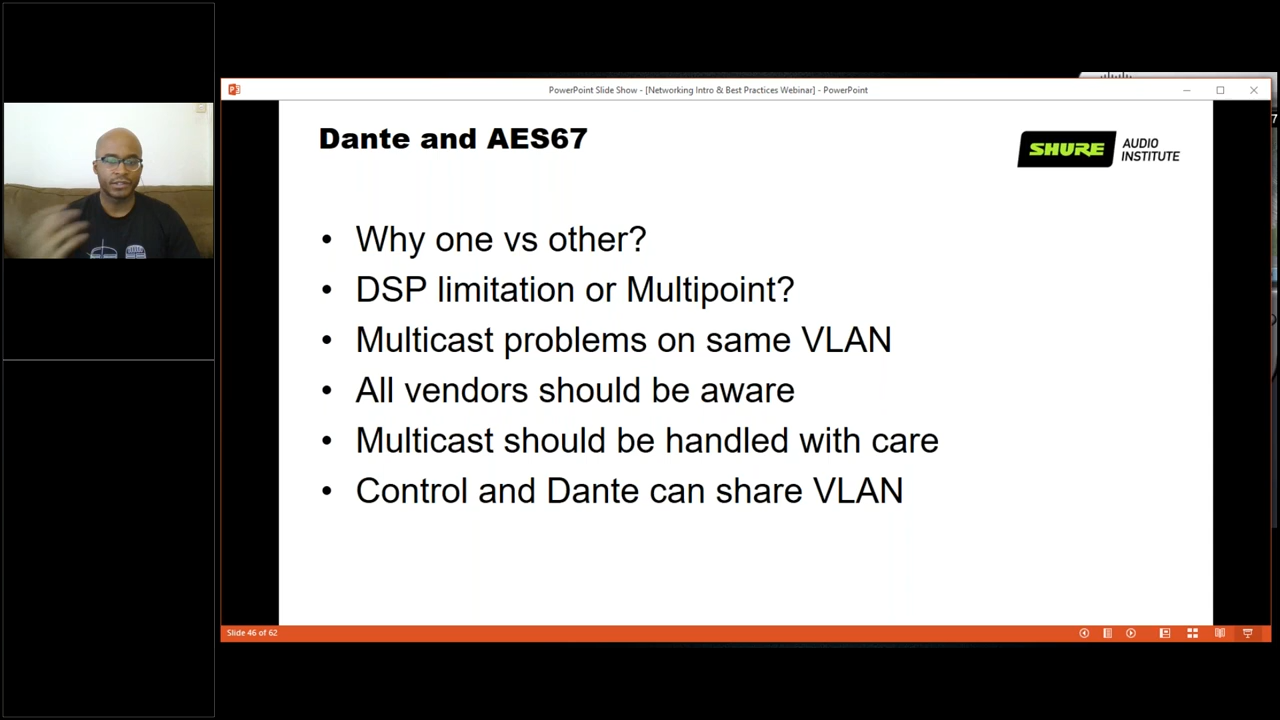 PowerPoint Slide Show - [Networking Intro & Best Practices Webinar] - PowerPoint
7
Dante and AES67
SHURE AUDIO
INSTITUTE
• Why one vs other?
• DSP limitation or Multipoint?
• Multicast problems on same VLAN
• All vendors should be aware
• Multicast should be handled with care
• Control and Dante can share VLAN
Slide 46 of 62